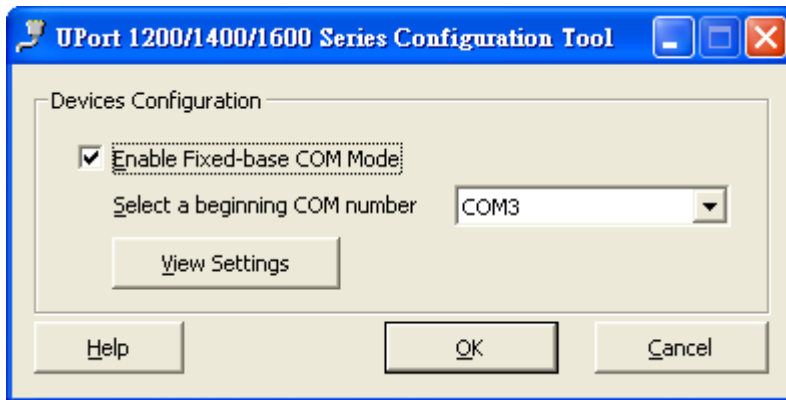 UPort 1200/1400/1600 Series Configuration Tool
Devices Configuration
Enable Fixed-base COM Mode
Select a beginning COM number COM3
View Settings
Help OK Cancel